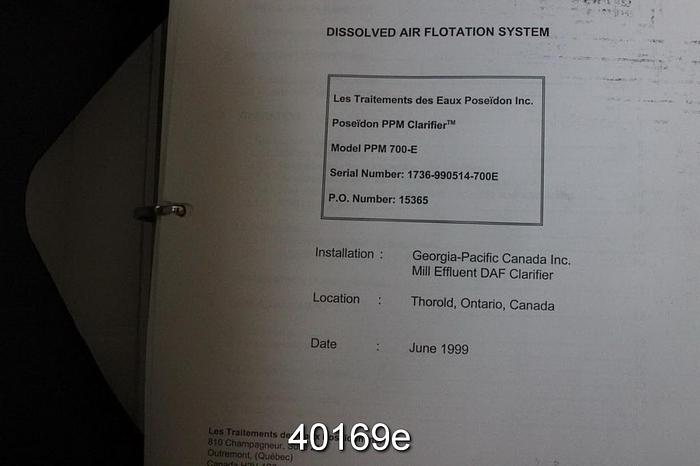 DISSOLVED AIR FLOTATION SYSTEM
Les Traitements des Eaux Poseïdon Inc.
Poseïdon PPM Clarifier™
Model PPM 700-E
Serial Number: 1736-990514-700E
P.O. Number: 15365
Installation : Georgia-Pacific Canada Inc.
Mill Effluent DAF Clarifier
Location : Thorold, Ontario, Canada
Date : June 1999
Les Traitements
810 Champagneur,
Outremont, (Québec)
Canada
40169e